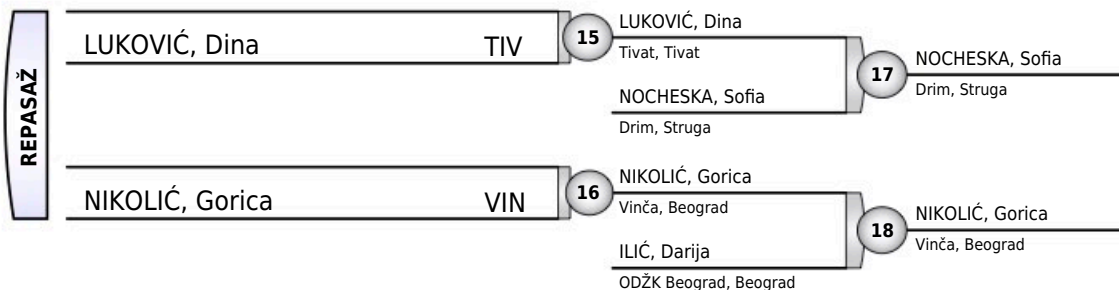 REPASAŽ
LUKOVIĆ, Dina TIV
15
LUKOVIĆ, Dina
Tivat, Tivat
NOCHESKA, Sofia
Drim, Struga
17
NOCHESKA, Sofia
Drim, Struga
NIKOLIĆ, Gorica VIN
16
NIKOLIĆ, Gorica
Vinča, Beograd
ILIĆ, Darija
ODŽK Beograd, Beograd
18
NIKOLIĆ, Gorica
Vinča, Beograd